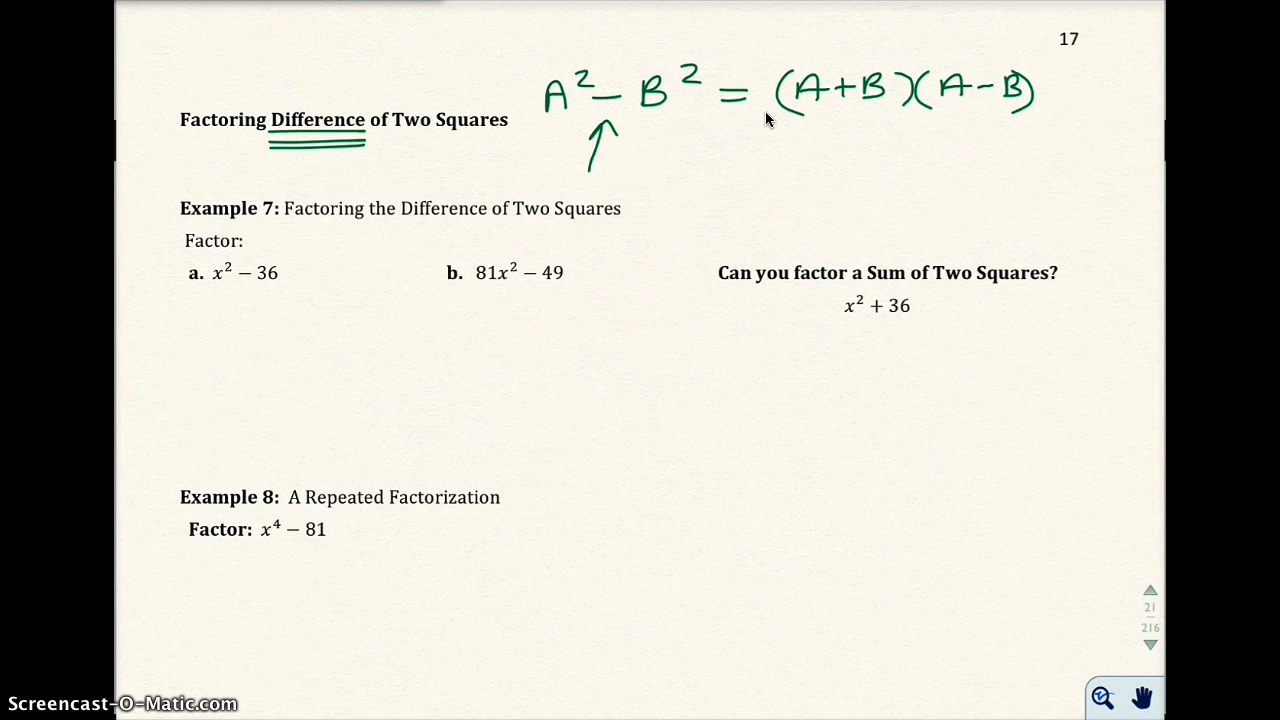 17
A² − B² = (A+B)(A−B)
Factoring Difference of Two Squares
Example 7: Factoring the Difference of Two Squares
Factor:
a. x² − 36 b. 81x² − 49 Can you factor a Sum of Two Squares?
x² + 36
Example 8: A Repeated Factorization
Factor: x⁴ − 81
21
216
Screencast-O-Matic.com